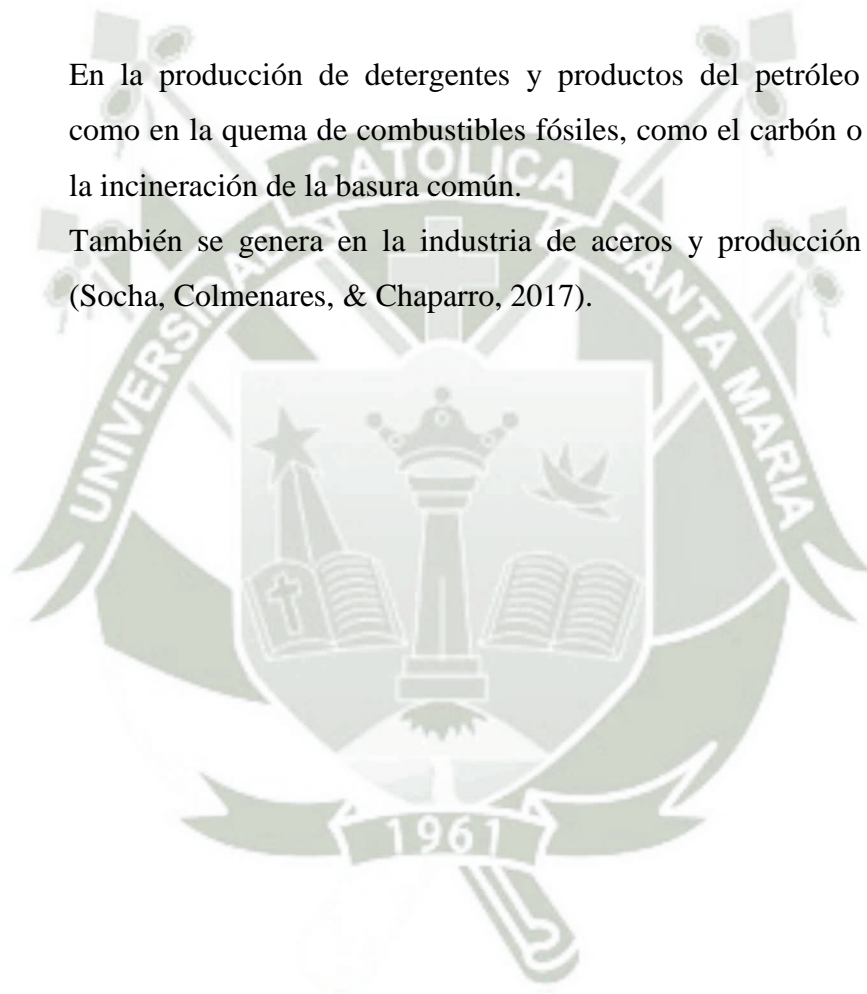 En la producción de detergentes y productos del petróleo
como en la quema de combustibles fósiles, como el carbón o
la incineración de la basura común.
También se genera en la industria de aceros y producción
(Socha, Colmenares, & Chaparro, 2017).
UNIVERSIDAD CATOLICA SANTA MARIA
1961